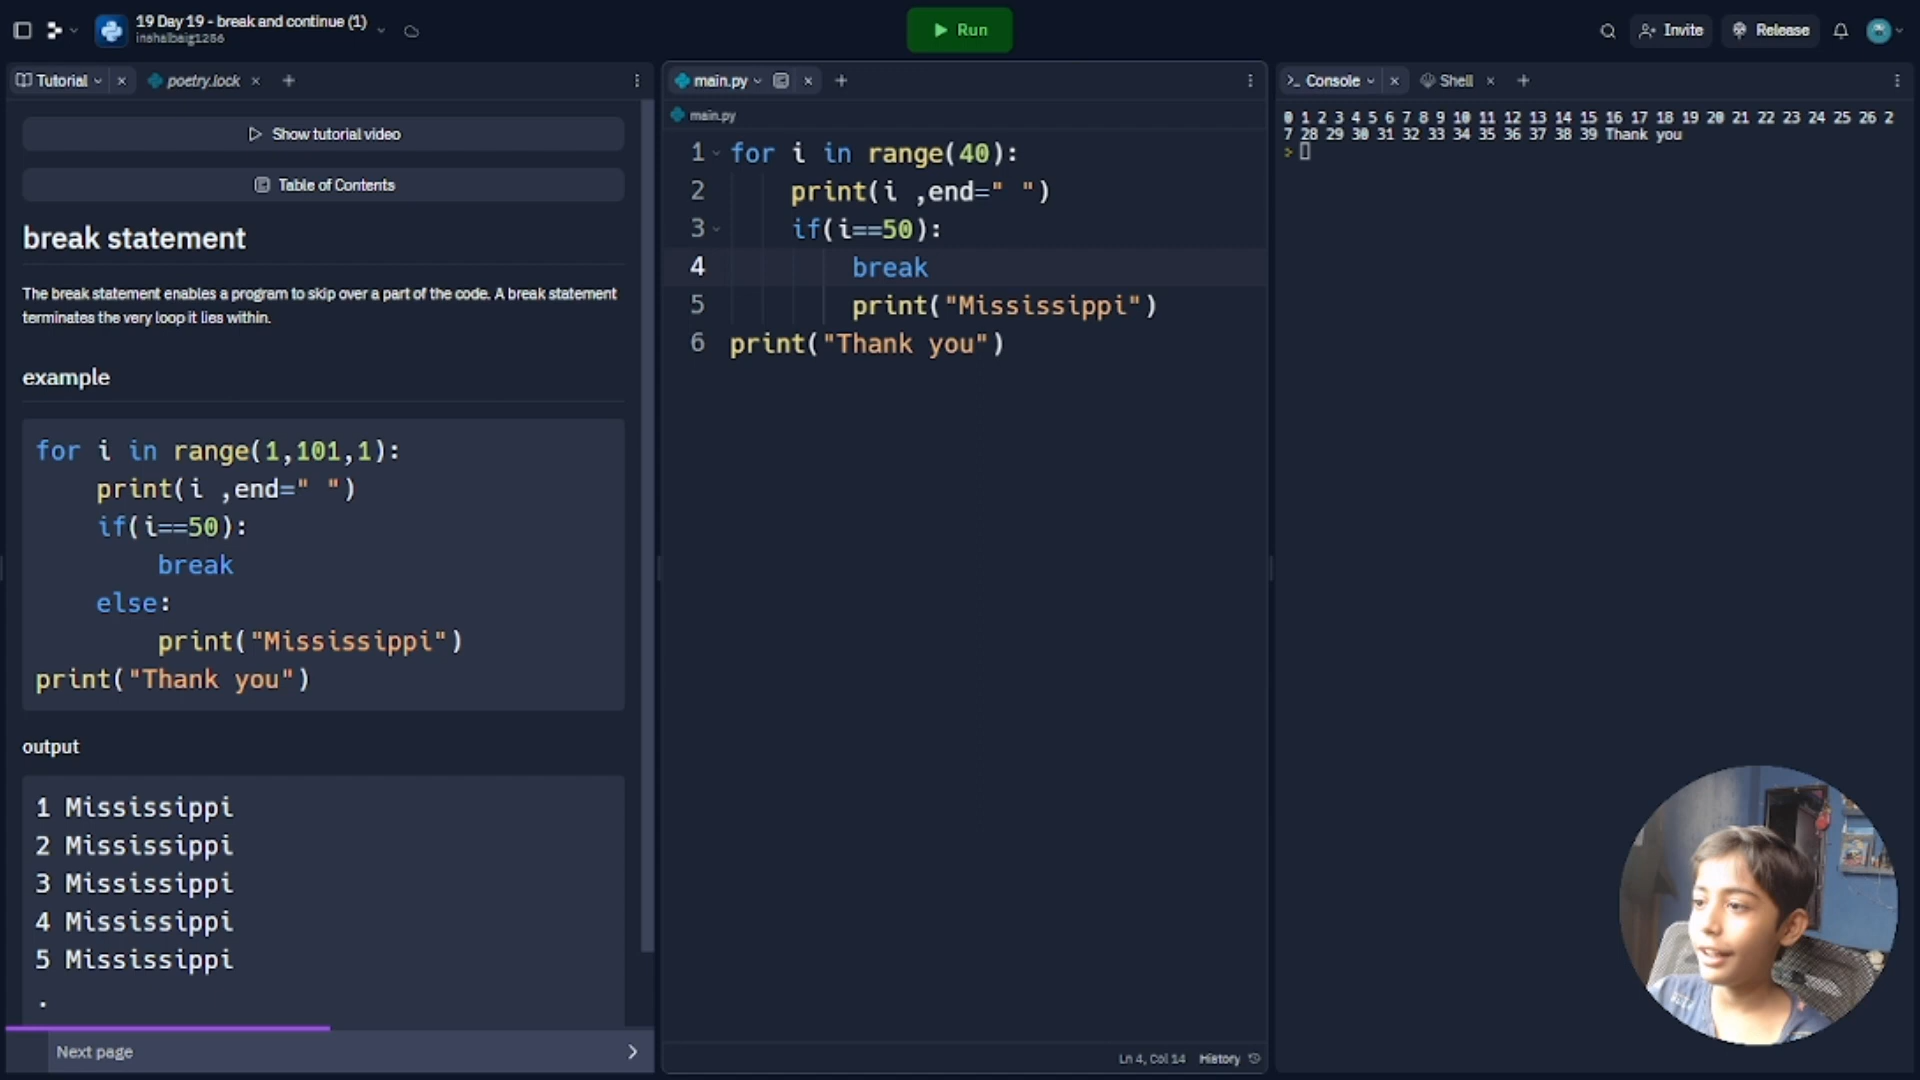 19 Day 19 - break and continue (1)
inshalbaig1256
Run
Invite
Release
Tutorial
poetry.lock
Show tutorial video
Table of Contents
break statement
The break statement enables a program to skip over a part of the code. A break statement
terminates the very loop it lies within.
example
for i in range(1,101,1):
    print(i ,end=" ")
    if(i==50):
        break
    else:
        print("Mississippi")
print("Thank you")
output
1 Mississippi
2 Mississippi
3 Mississippi
4 Mississippi
5 Mississippi
.
Next page
main.py
main.py
1 for i in range(40):
2     print(i ,end=" ")
3     if(i==50):
4         break
5         print("Mississippi")
6 print("Thank you")
Ln 4, Col 14 History
Console
Shell
0 1 2 3 4 5 6 7 8 9 10 11 12 13 14 15 16 17 18 19 20 21 22 23 24 25 26 2
7 28 29 30 31 32 33 34 35 36 37 38 39 Thank you
>